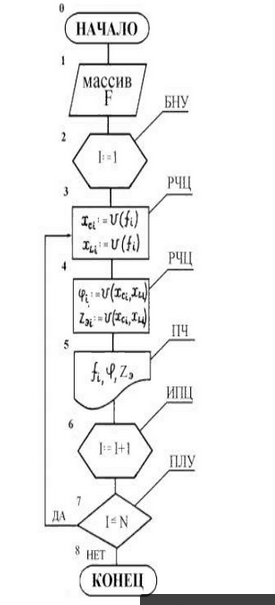 0
НАЧАЛО
1
массив
F
БНУ
2
I:=1
РЧЦ
3
x_ci:=U(f_i)
x_Li:=U(f_i)
РЧЦ
4
φ_i:=U(x_ci,x_Li)
Z_эi:=U(x_ci,x_Li)
ПЧ
5
f_i, φ, Z_э
ИПЦ
6
I:=I+1
ПЛУ
7
ДА
I≤N
8 НЕТ
КОНЕЦ